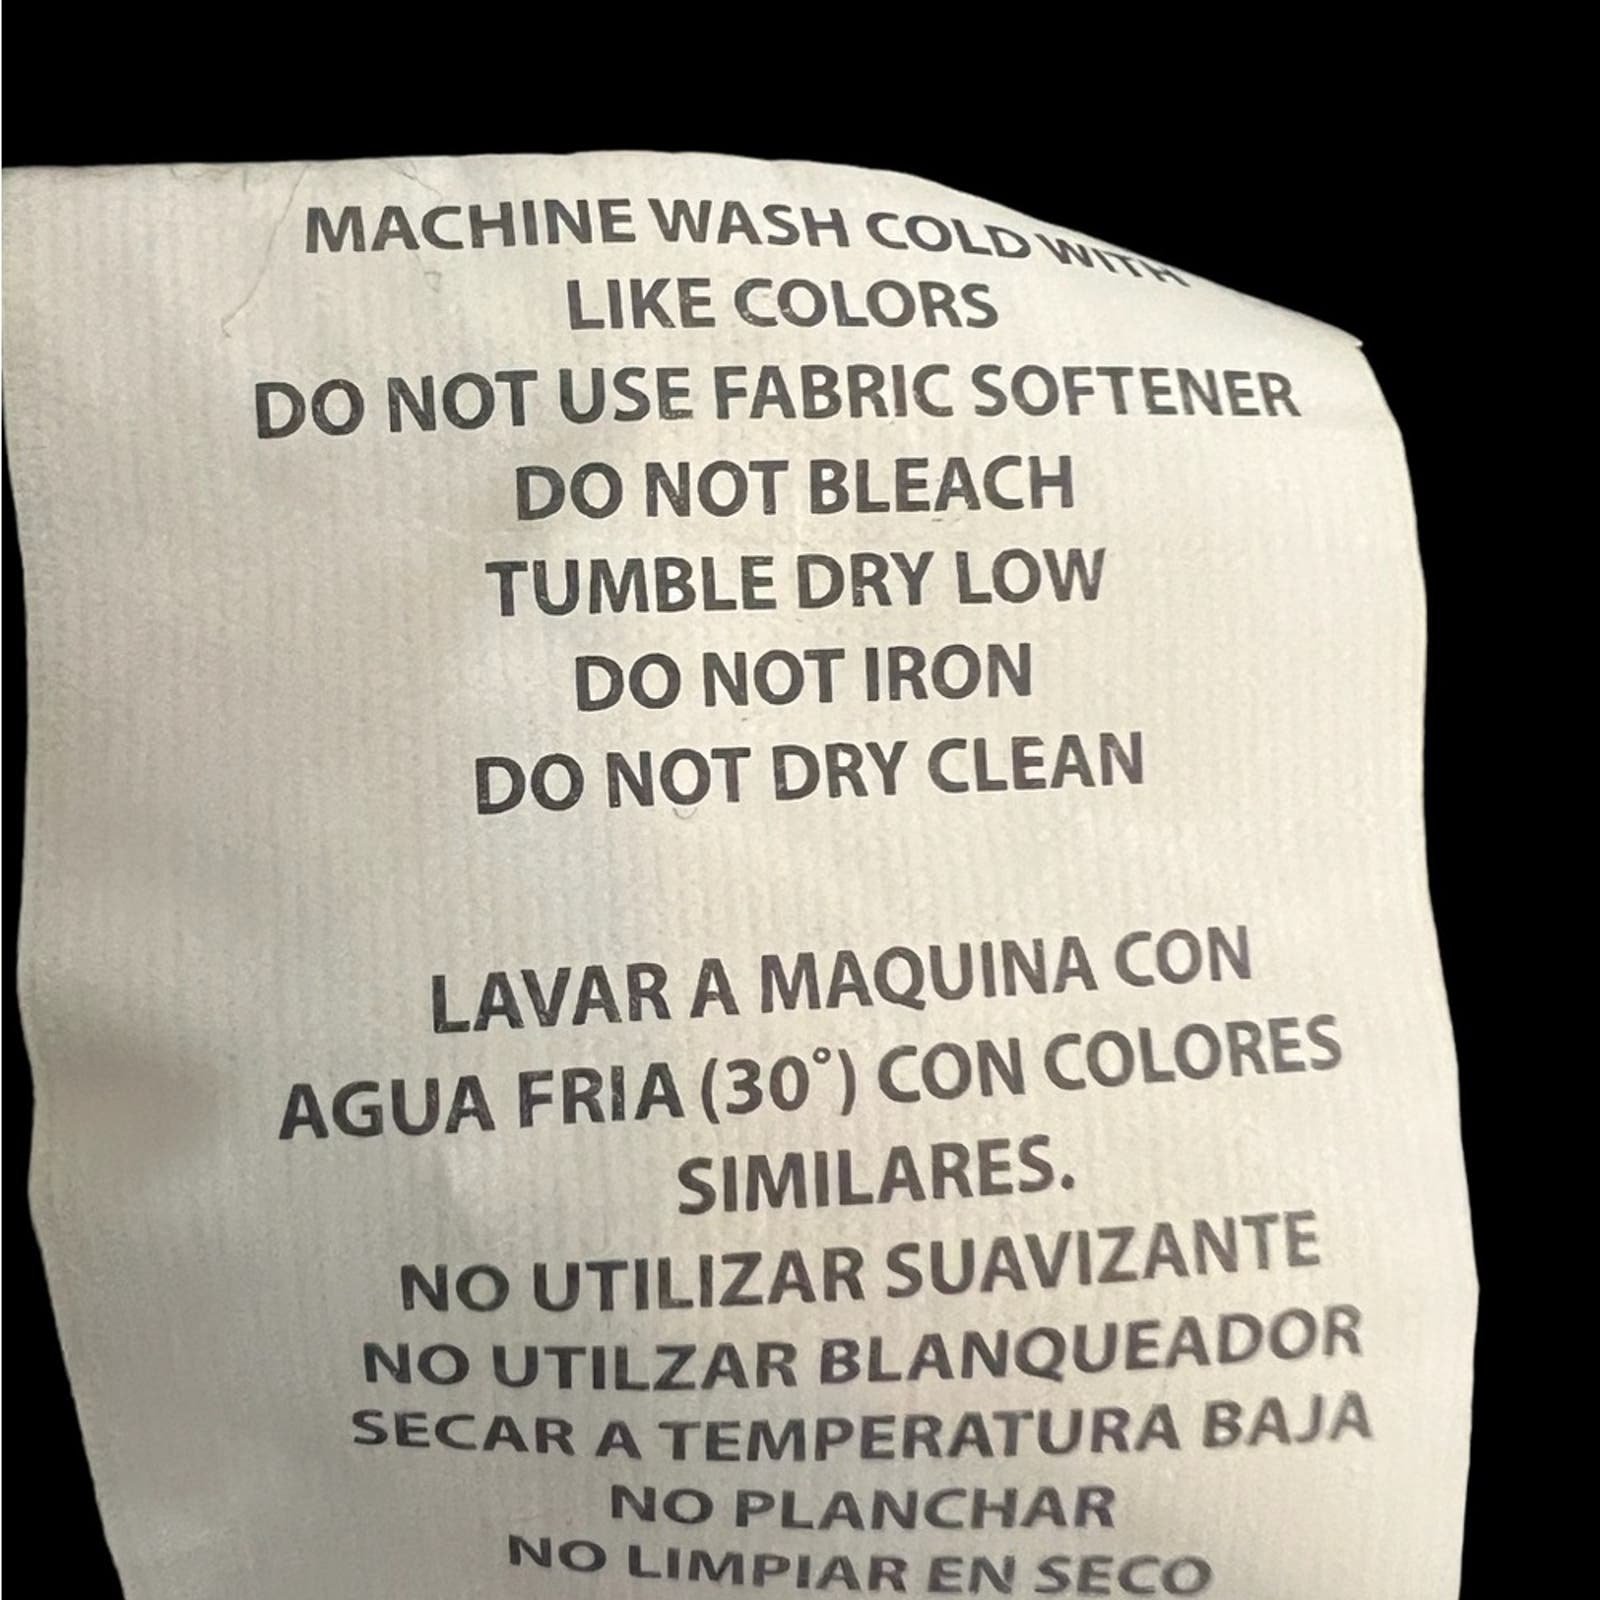 MACHINE WASH COLD WITH
LIKE COLORS
DO NOT USE FABRIC SOFTENER
DO NOT BLEACH
TUMBLE DRY LOW
DO NOT IRON
DO NOT DRY CLEAN
LAVAR A MAQUINA CON
AGUA FRIA (30°) CON COLORES
SIMILARES.
NO UTILIZAR SUAVIZANTE
NO UTILZAR BLANQUEADOR
SECAR A TEMPERATURA BAJA
NO PLANCHAR
NO LIMPIAR EN SECO